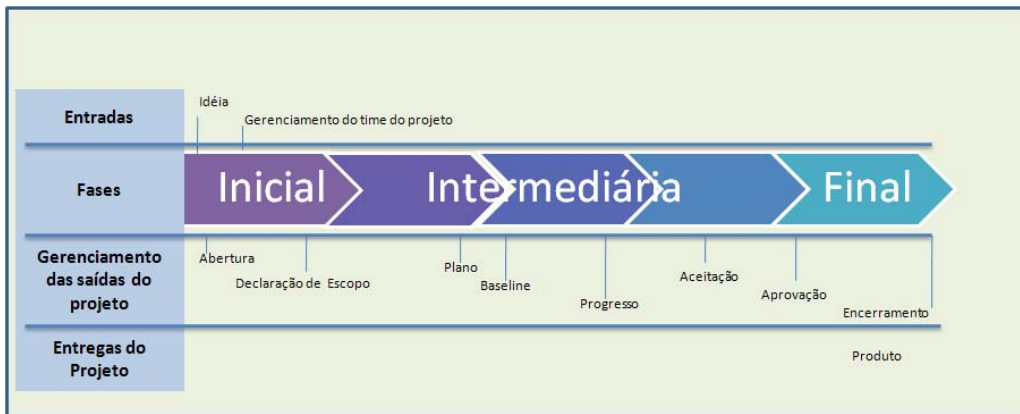 Idéia
Entradas
Gerenciamento do time do projeto
Fases
Inicial
Intermediária
Final
Gerenciamento
das saídas do
projeto
Abertura
Declaração de Escopo
Plano
Baseline
Progresso
Aceitação
Aprovação
Encerramento
Entregas do
Projeto
Produto